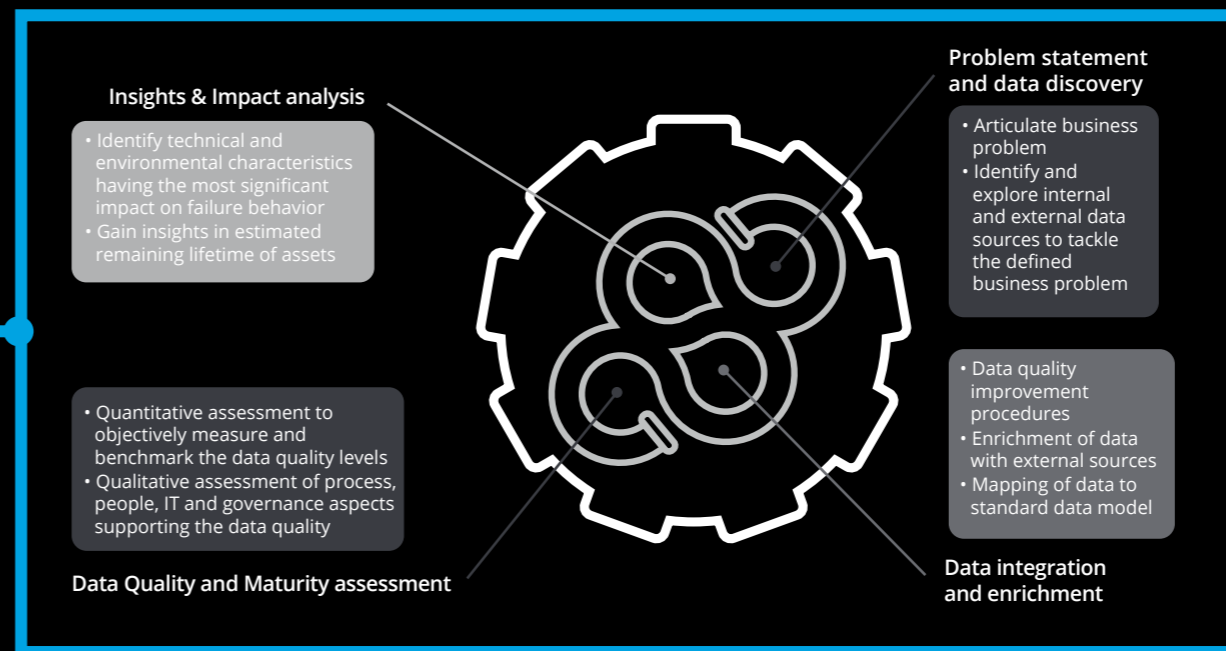 Insights & Impact analysis
• Identify technical and
environmental characteristics
having the most significant
impact on failure behavior
• Gain insights in estimated
remaining lifetime of assets
Problem statement
and data discovery
• Articulate business
problem
• Identify and
explore internal
and external data
sources to tackle
the defined
business problem
• Quantitative assessment to
objectively measure and
benchmark the data quality levels
• Qualitative assessment of process,
people, IT and governance aspects
supporting the data quality
Data Quality and Maturity assessment
• Data quality
improvement
procedures
• Enrichment of data
with external sources
• Mapping of data to
standard data model
Data integration
and enrichment